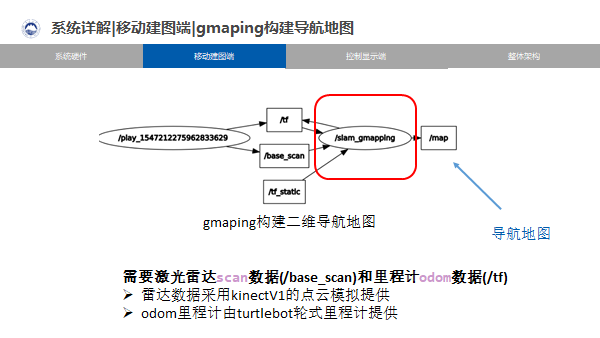 系统详解|移动建图端|gmaping构建导航地图
系统硬件
移动建图端
控制显示端
整体架构
/tf
/play_1547212275962833629
/slam_gmapping
/map
/base_scan
/tf_static
gmaping构建二维导航地图
导航地图
需要激光雷达scan数据(/base_scan)和里程计odom数据(/tf)
➢ 雷达数据采用kinectV1的点云模拟提供
➢ odom里程计由turtlebot轮式里程计提供